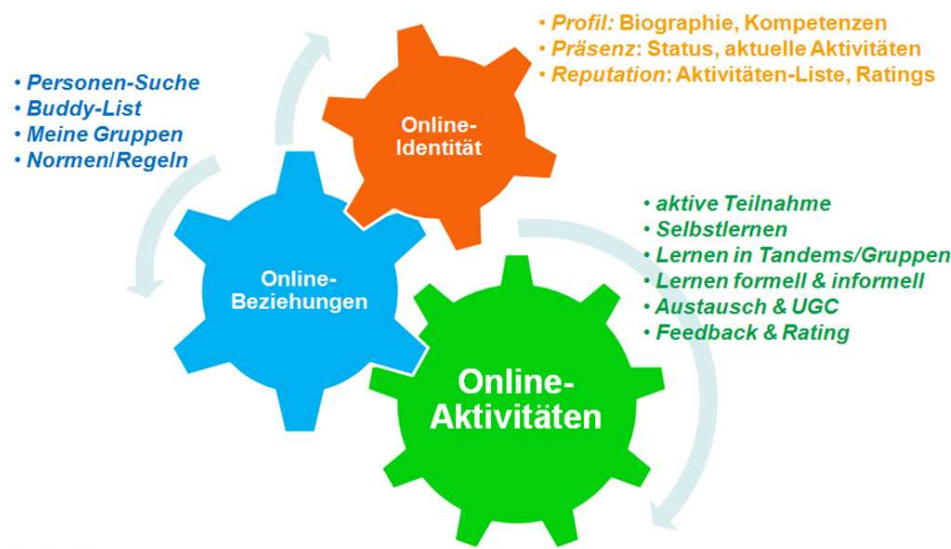 • Profil: Biographie, Kompetenzen
• Präsenz: Status, aktuelle Aktivitäten
• Reputation: Aktivitäten-Liste, Ratings
• Personen-Suche
• Buddy-List
• Meine Gruppen
• Normen/Regeln
Online-
Identität
• aktive Teilnahme
• Selbstlernen
• Lernen in Tandems/Gruppen
• Lernen formell & informell
• Austausch & UGC
• Feedback & Rating
Online-
Beziehungen
Online-
Aktivitäten